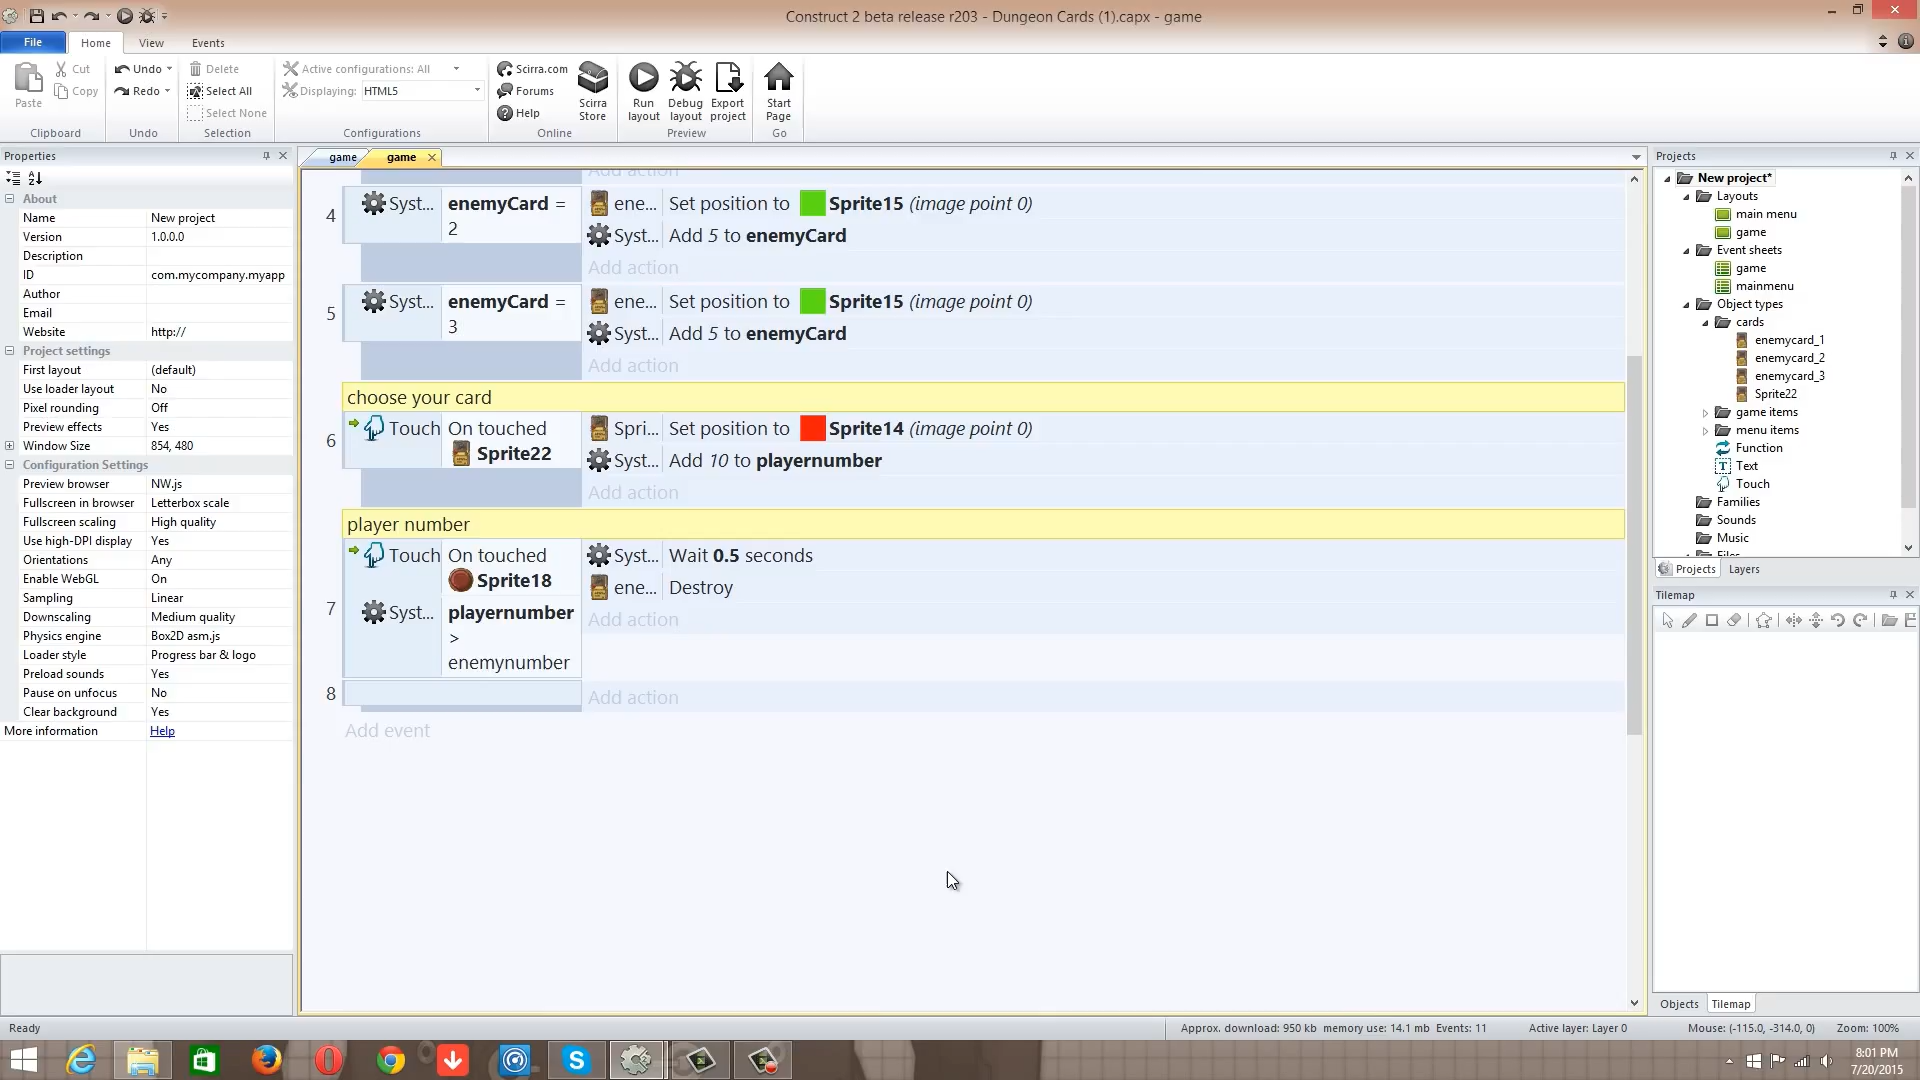 Construct 2 beta release r203 - Dungeon Cards (1).capx - game
File Home View Events
Paste Cut Copy Clipboard
Undo Redo Undo
Delete Select All Select None Selection
Active configurations: All
Displaying: HTML5
Configurations
Scirra.com Forums Help Scirra Store Online
Run layout Debug layout Export project Preview
Start Page Go
Properties
About
Name New project
Version 1.0.0.0
Description
ID com.mycompany.myapp
Author
Email
Website http://
Project settings
First layout (default)
Use loader layout No
Pixel rounding Off
Preview effects Yes
Window Size 854, 480
Configuration Settings
Preview browser NW.js
Fullscreen in browser Letterbox scale
Fullscreen scaling High quality
Use high-DPI display Yes
Orientations Any
Enable WebGL On
Sampling Linear
Downscaling Medium quality
Physics engine Box2D asm.js
Loader style Progress bar & logo
Preload sounds Yes
Pause on unfocus No
Clear background Yes
More information Help
game game
Add action
4 Syst... enemyCard = 2
ene... Set position to Sprite15 (image point 0)
Syst... Add 5 to enemyCard
Add action
5 Syst... enemyCard = 3
ene... Set position to Sprite15 (image point 0)
Syst... Add 5 to enemyCard
Add action
choose your card
6 Touch On touched Sprite22
Spri... Set position to Sprite14 (image point 0)
Syst... Add 10 to playernumber
Add action
player number
7 Touch On touched Sprite18
Syst... playernumber > enemynumber
Syst... Wait 0.5 seconds
ene... Destroy
Add action
8 Add action
Add event
Projects
New project*
Layouts
main menu
game
Event sheets
game
mainmenu
Object types
cards
enemycard_1
enemycard_2
enemycard_3
Sprite22
game items
menu items
Function
Text
Touch
Families
Sounds
Music
Files
Projects Layers
Tilemap
Objects Tilemap
Ready
Approx. download: 950 kb memory use: 14.1 mb Events: 11 Active layer: Layer 0 Mouse: (-115.0, -314.0, 0) Zoom: 100%
8:01 PM
7/20/2015